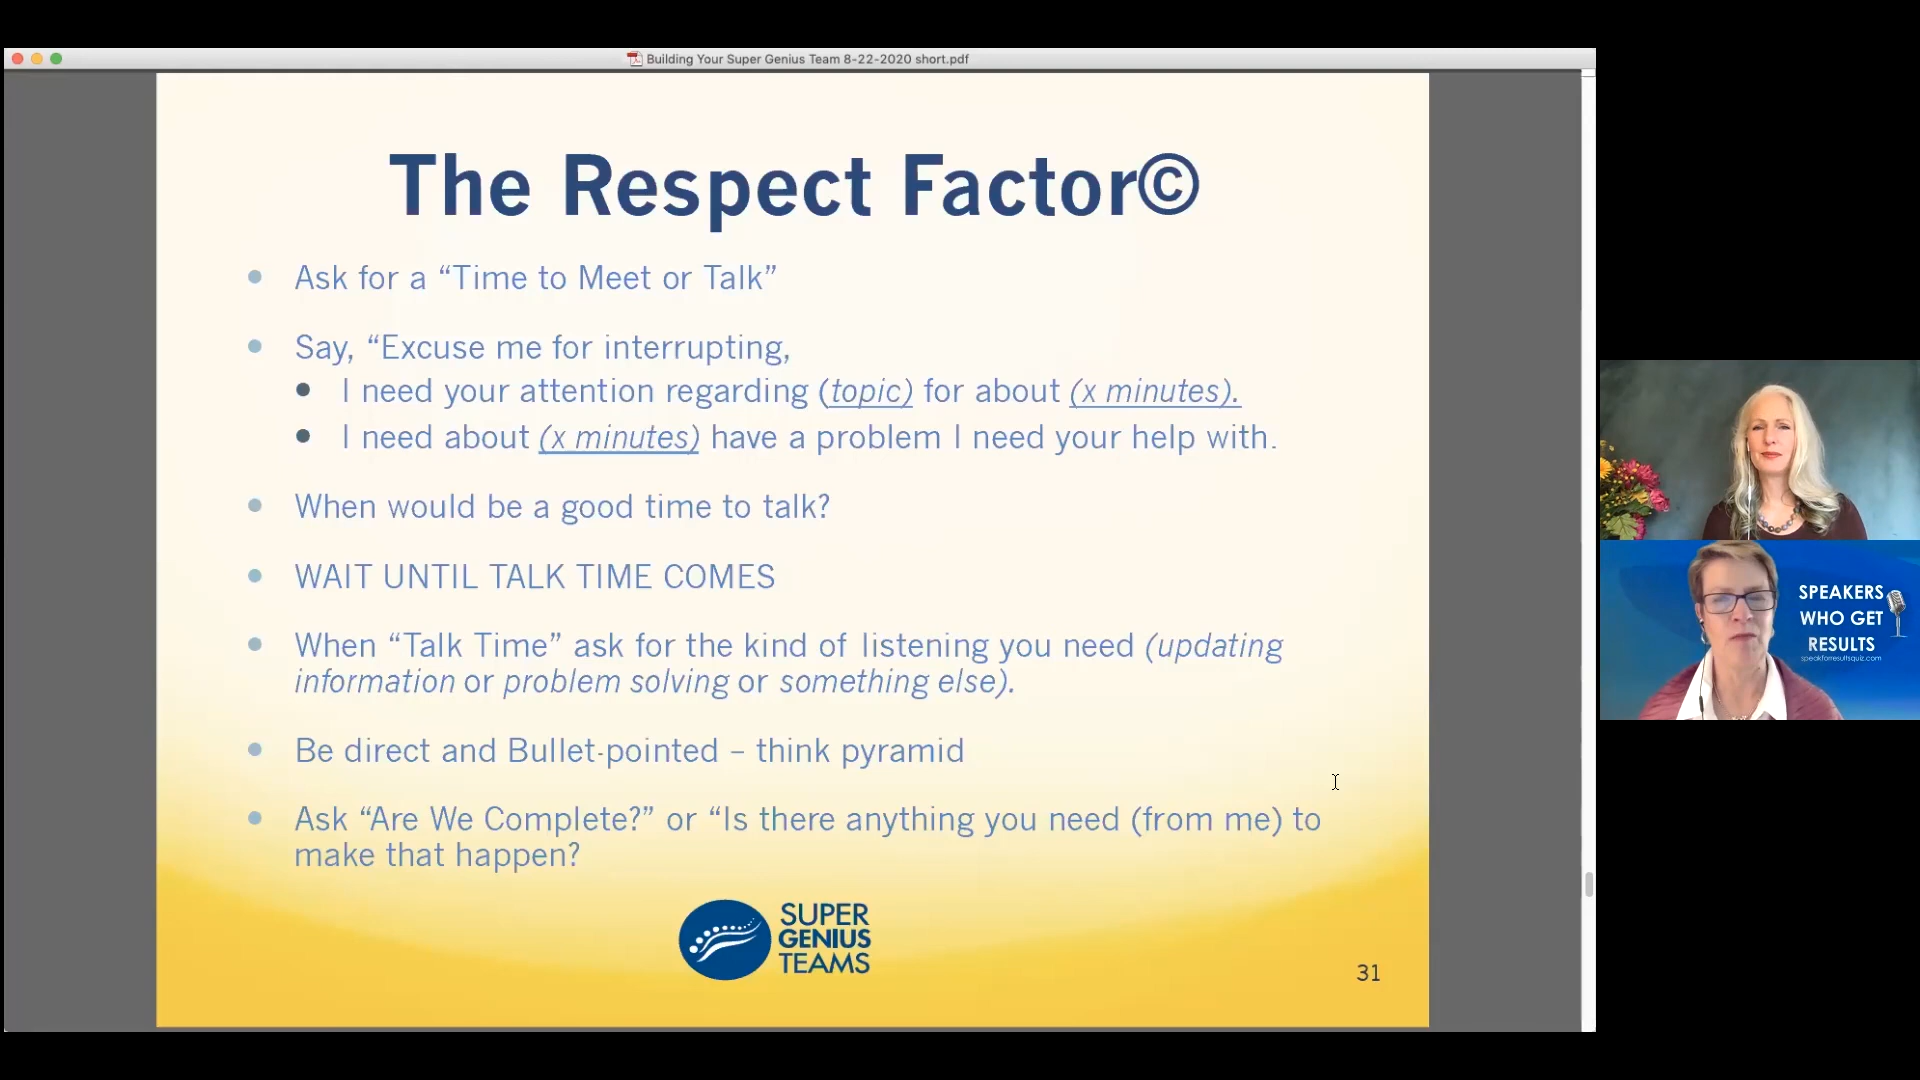 Building Your Super Genius Team 8-22-2020 short.pdf
The Respect Factor©
Ask for a “Time to Meet or Talk”
Say, “Excuse me for interrupting,
I need your attention regarding (topic) for about (x minutes).
I need about (x minutes) have a problem I need your help with.
When would be a good time to talk?
WAIT UNTIL TALK TIME COMES
When “Talk Time” ask for the kind of listening you need (updating
information or problem solving or something else).
Be direct and Bullet-pointed – think pyramid
Ask “Are We Complete?” or “Is there anything you need (from me) to
make that happen?
SUPER
GENIUS
TEAMS
31
SPEAKERS
WHO GET
RESULTS
speakforresultsquiz.com